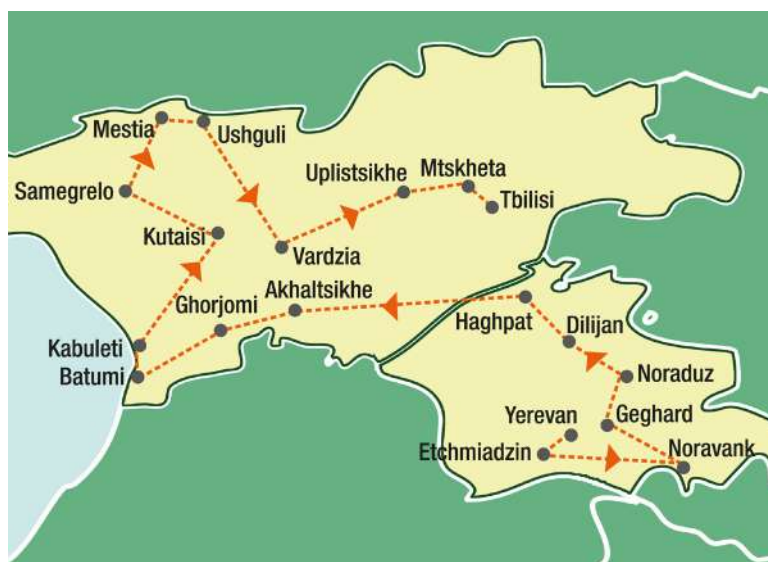 Mestia
Ushguli
Samegrelo
Uplistsikhe
Mtskheta
Tbilisi
Kutaisi
Vardzia
Ghorjomi
Akhaltsikhe
Haghpat
Kabuleti
Dilijan
Batumi
Noraduz
Yerevan
Geghard
Etchmiadzin
Noravank